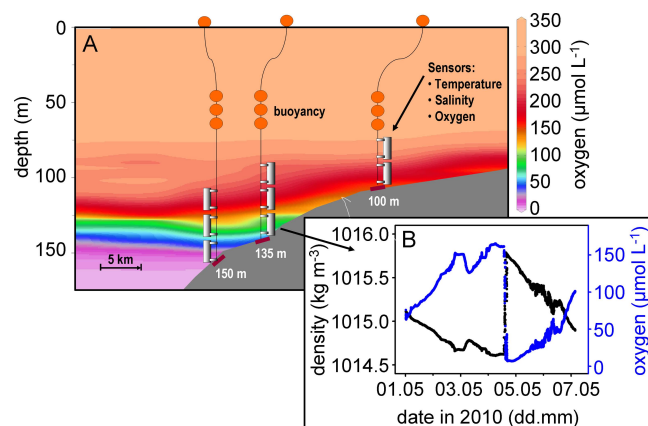 A
0
50
100
150
depth (m)
buoyancy
Sensors:
• Temperature
• Salinity
• Oxygen
100 m
135 m
150 m
5 km
350
300
250
200
150
100
50
0
oxygen (µmol L-1)
B
1016.0
1015.5
1015.0
1014.5
density (kg m-3)
150
100
50
0
oxygen (µmol L-1)
01.05 03.05 05.05 07.05
date in 2010 (dd.mm)